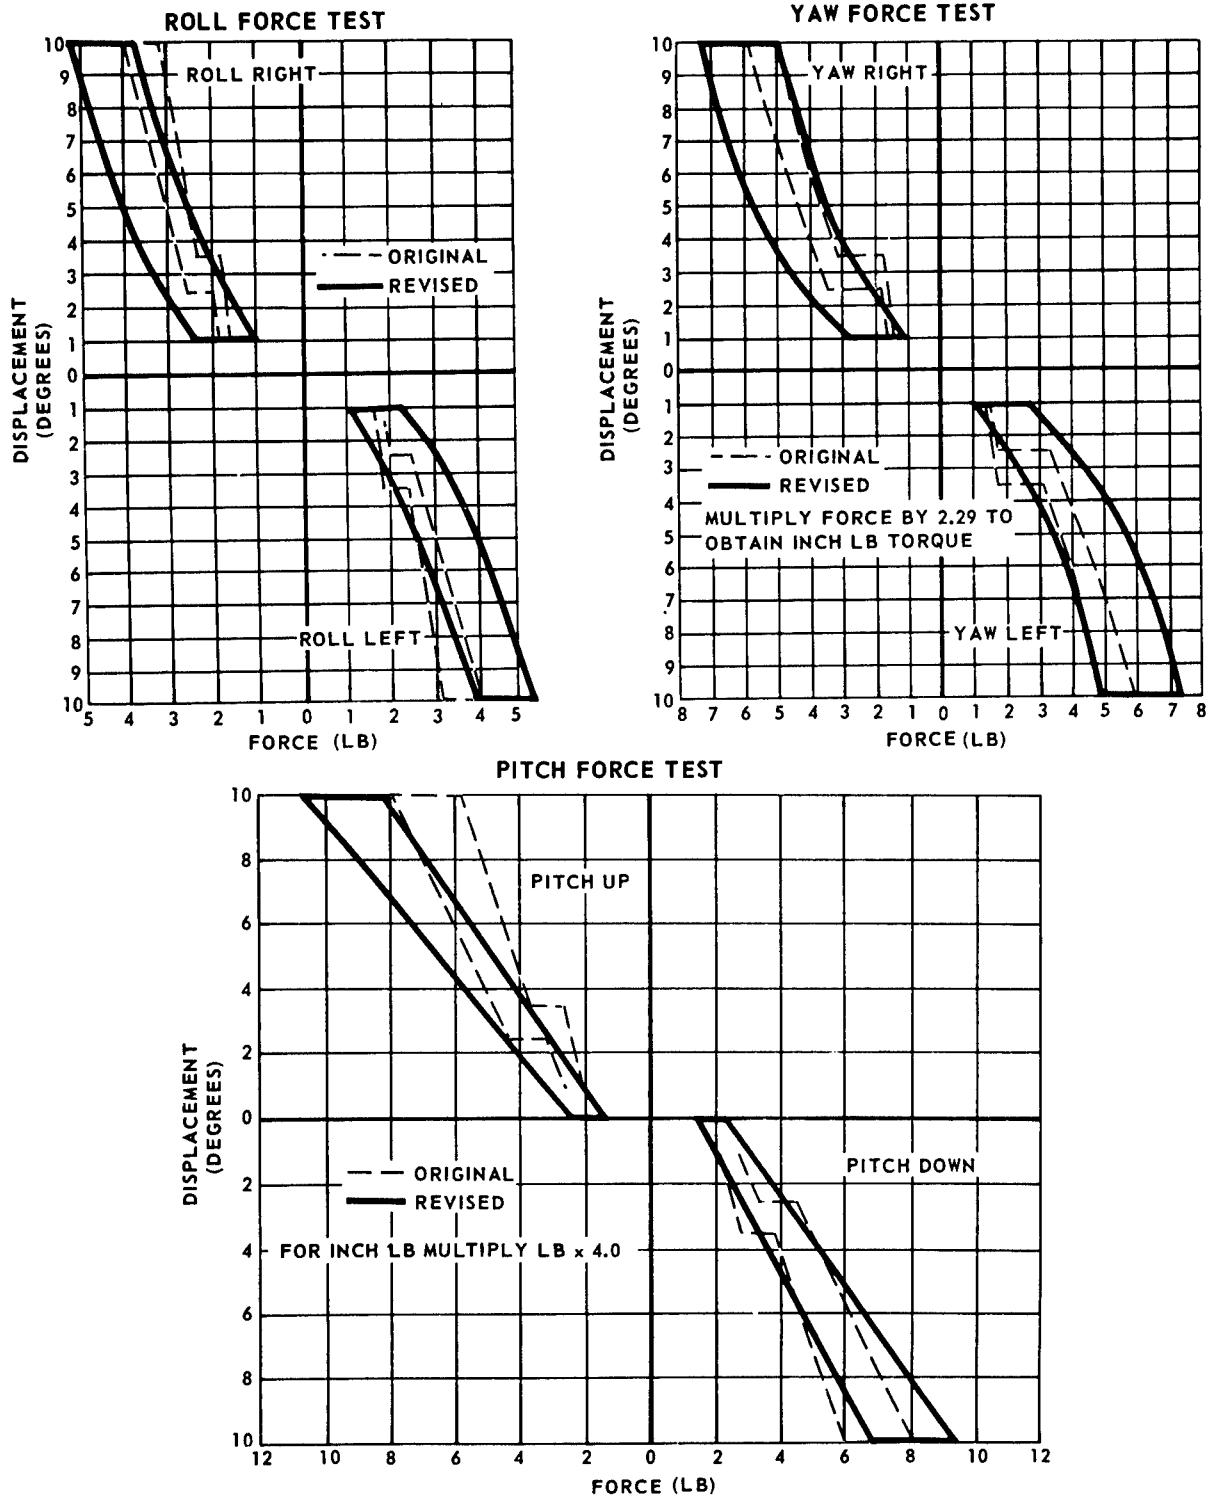 ROLL FORCE TEST
10
9
8
7
6
5
4
3
2
1
0
1
2
3
4
5
6
7
8
9
10
DISPLACEMENT
(DEGREES)
ROLL RIGHT
ORIGINAL
REVISED
ROLL LEFT
5 4 3 2 1 0 1 2 3 4 5
FORCE (LB)
YAW FORCE TEST
10
9
8
7
6
5
4
3
2
1
0
1
2
3
4
5
6
7
8
9
10
DISPLACEMENT
(DEGREES)
YAW RIGHT
ORIGINAL
REVISED
MULTIPLY FORCE BY 2.29 TO
OBTAIN INCH LB TORQUE
YAW LEFT
8 7 6 5 4 3 2 1 0 1 2 3 4 5 6 7 8
FORCE (LB)
PITCH FORCE TEST
10
8
6
4
2
0
2
4
6
8
10
DISPLACEMENT
(DEGREES)
PITCH UP
PITCH DOWN
ORIGINAL
REVISED
FOR INCH LB MULTIPLY LB x 4.0
12 10 8 6 4 2 0 2 4 6 8 10 12
FORCE (LB)